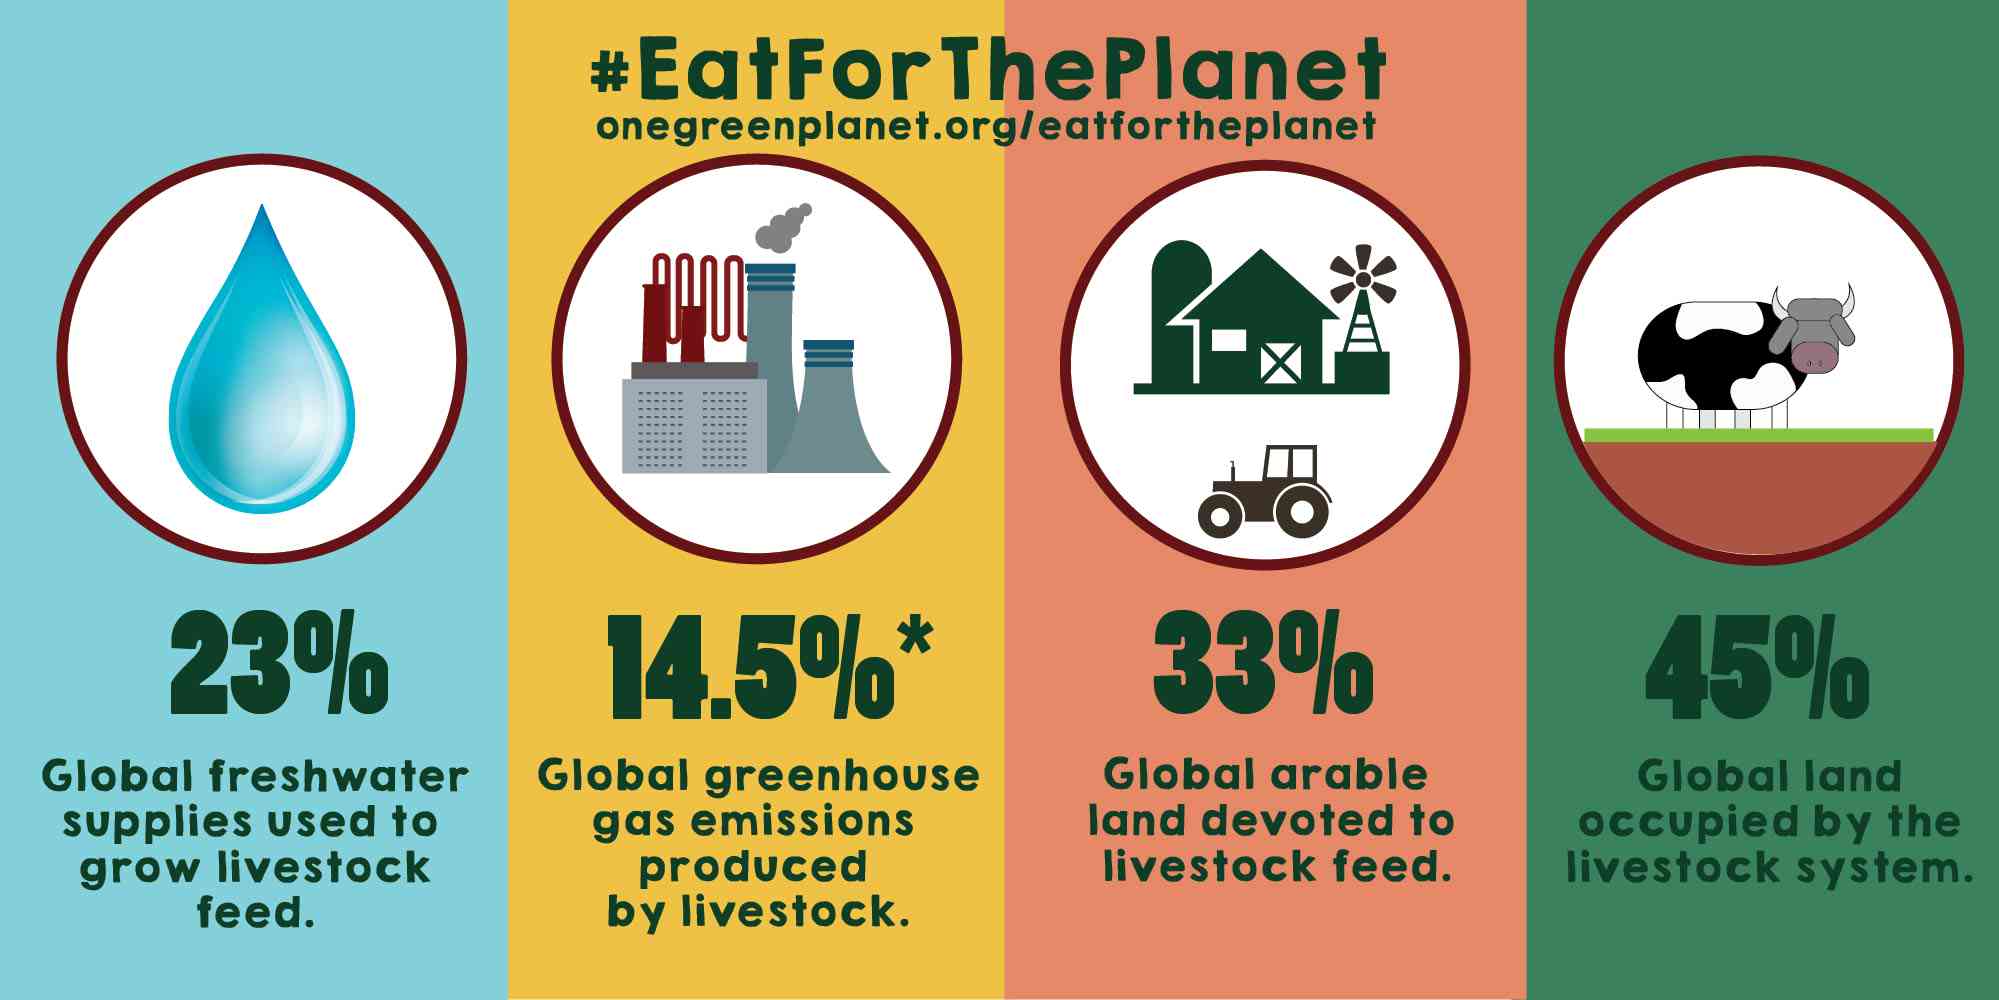 #EatForThePlanet
onegreenplanet.org/eatfortheplanet
23%
Global freshwater
supplies used to
grow livestock
feed.
14.5%*
Global greenhouse
gas emissions
produced
by livestock.
33%
Global arable
land devoted to
livestock feed.
45%
Global land
occupied by the
livestock system.